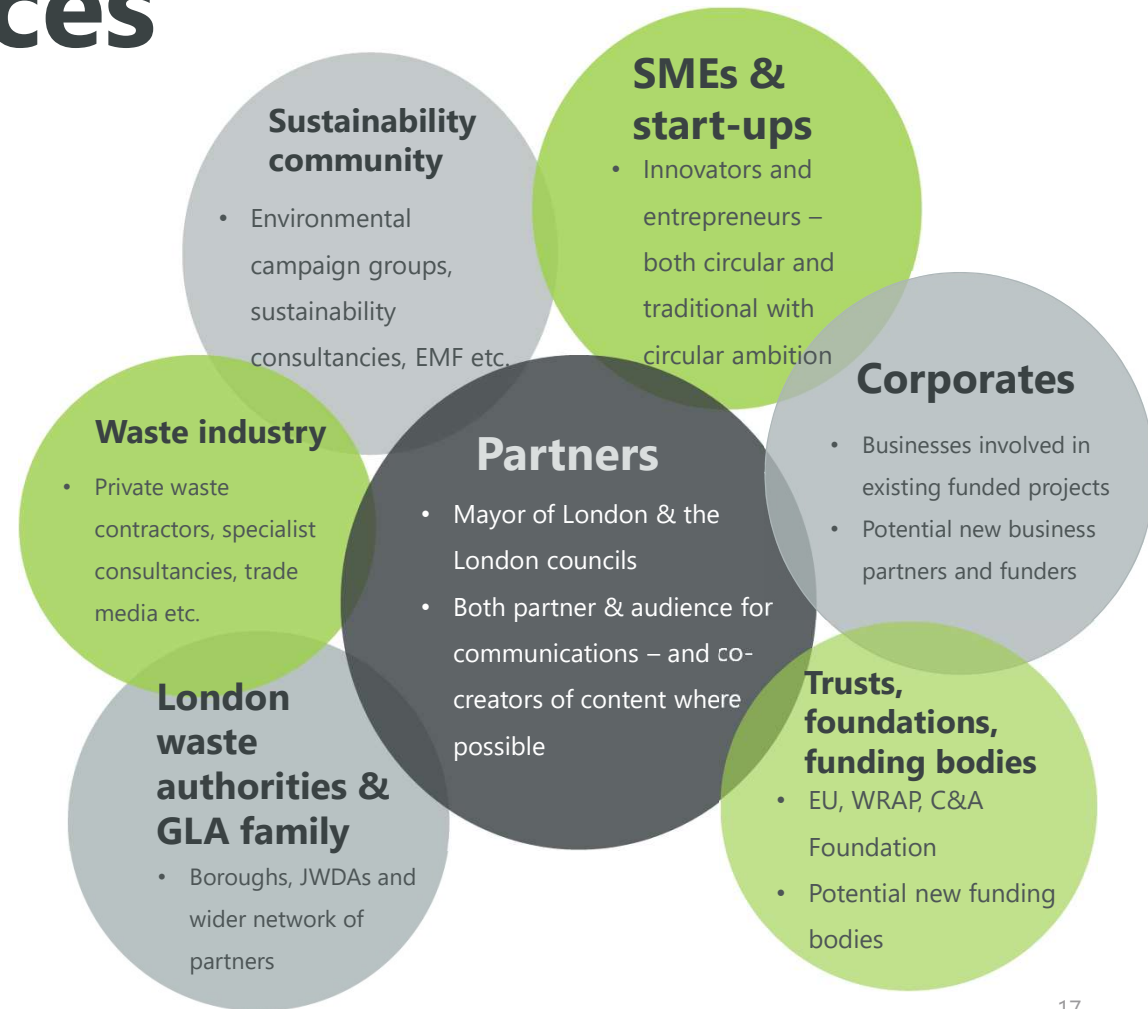 ces
Sustainability
community
• Environmental
campaign groups,
sustainability
consultancies, EMF etc.
SMEs &
start-ups
• Innovators and
entrepreneurs –
both circular and
traditional with
circular ambition
Corporates
• Businesses involved in
existing funded projects
• Potential new business
partners and funders
Waste industry
• Private waste
contractors, specialist
consultancies, trade
media etc.
Partners
• Mayor of London & the
London councils
• Both partner & audience for
communications – and co-
creators of content where
possible
London
waste
authorities &
GLA family
• Boroughs, JWDAs and
wider network of
partners
Trusts,
foundations,
funding bodies
• EU, WRAP, C&A
Foundation
• Potential new funding
bodies
17